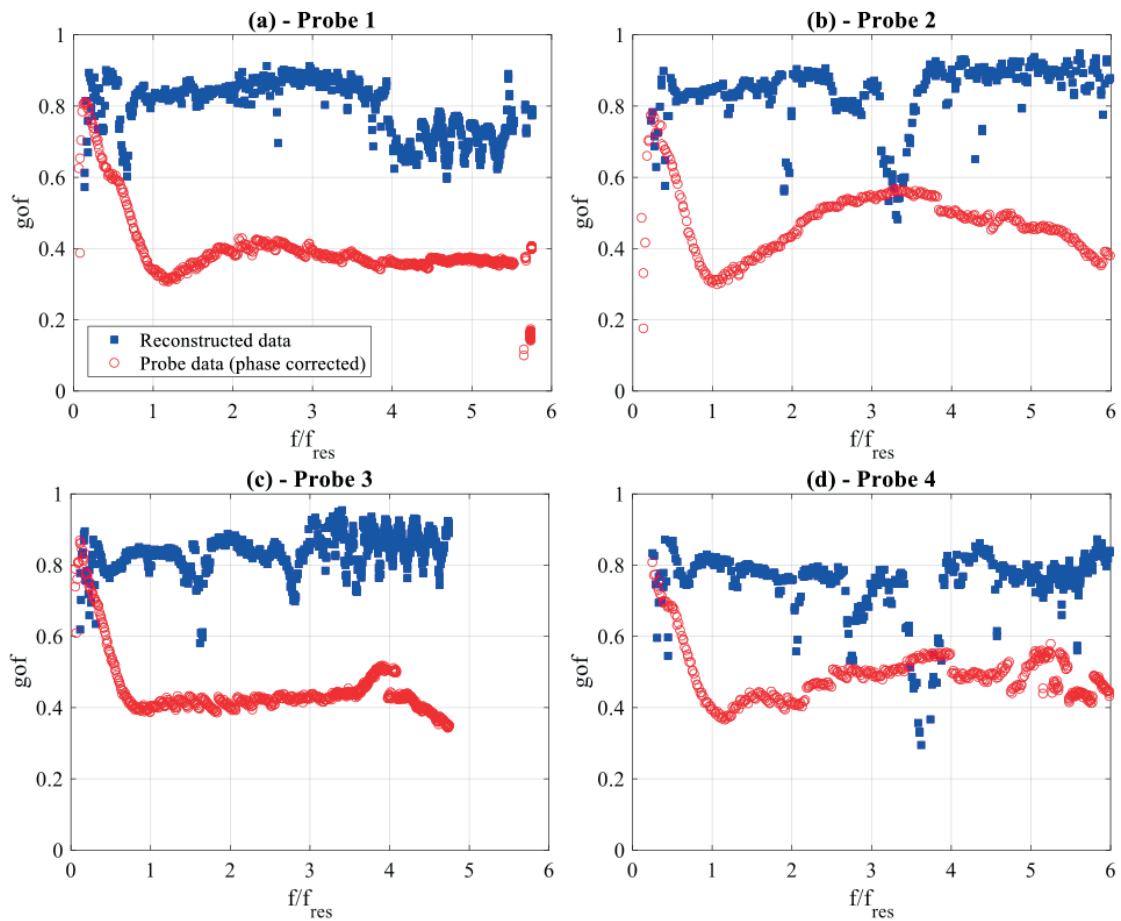 (a) - Probe 1
gof
1
0.8
0.6
0.4
0.2
0
Reconstructed data
Probe data (phase corrected)
0 1 2 3 4 5 6
f/f_res
(b) - Probe 2
gof
1
0.8
0.6
0.4
0.2
0
0 1 2 3 4 5 6
f/f_res
(c) - Probe 3
gof
1
0.8
0.6
0.4
0.2
0
0 1 2 3 4 5 6
f/f_res
(d) - Probe 4
gof
1
0.8
0.6
0.4
0.2
0
0 1 2 3 4 5 6
f/f_res